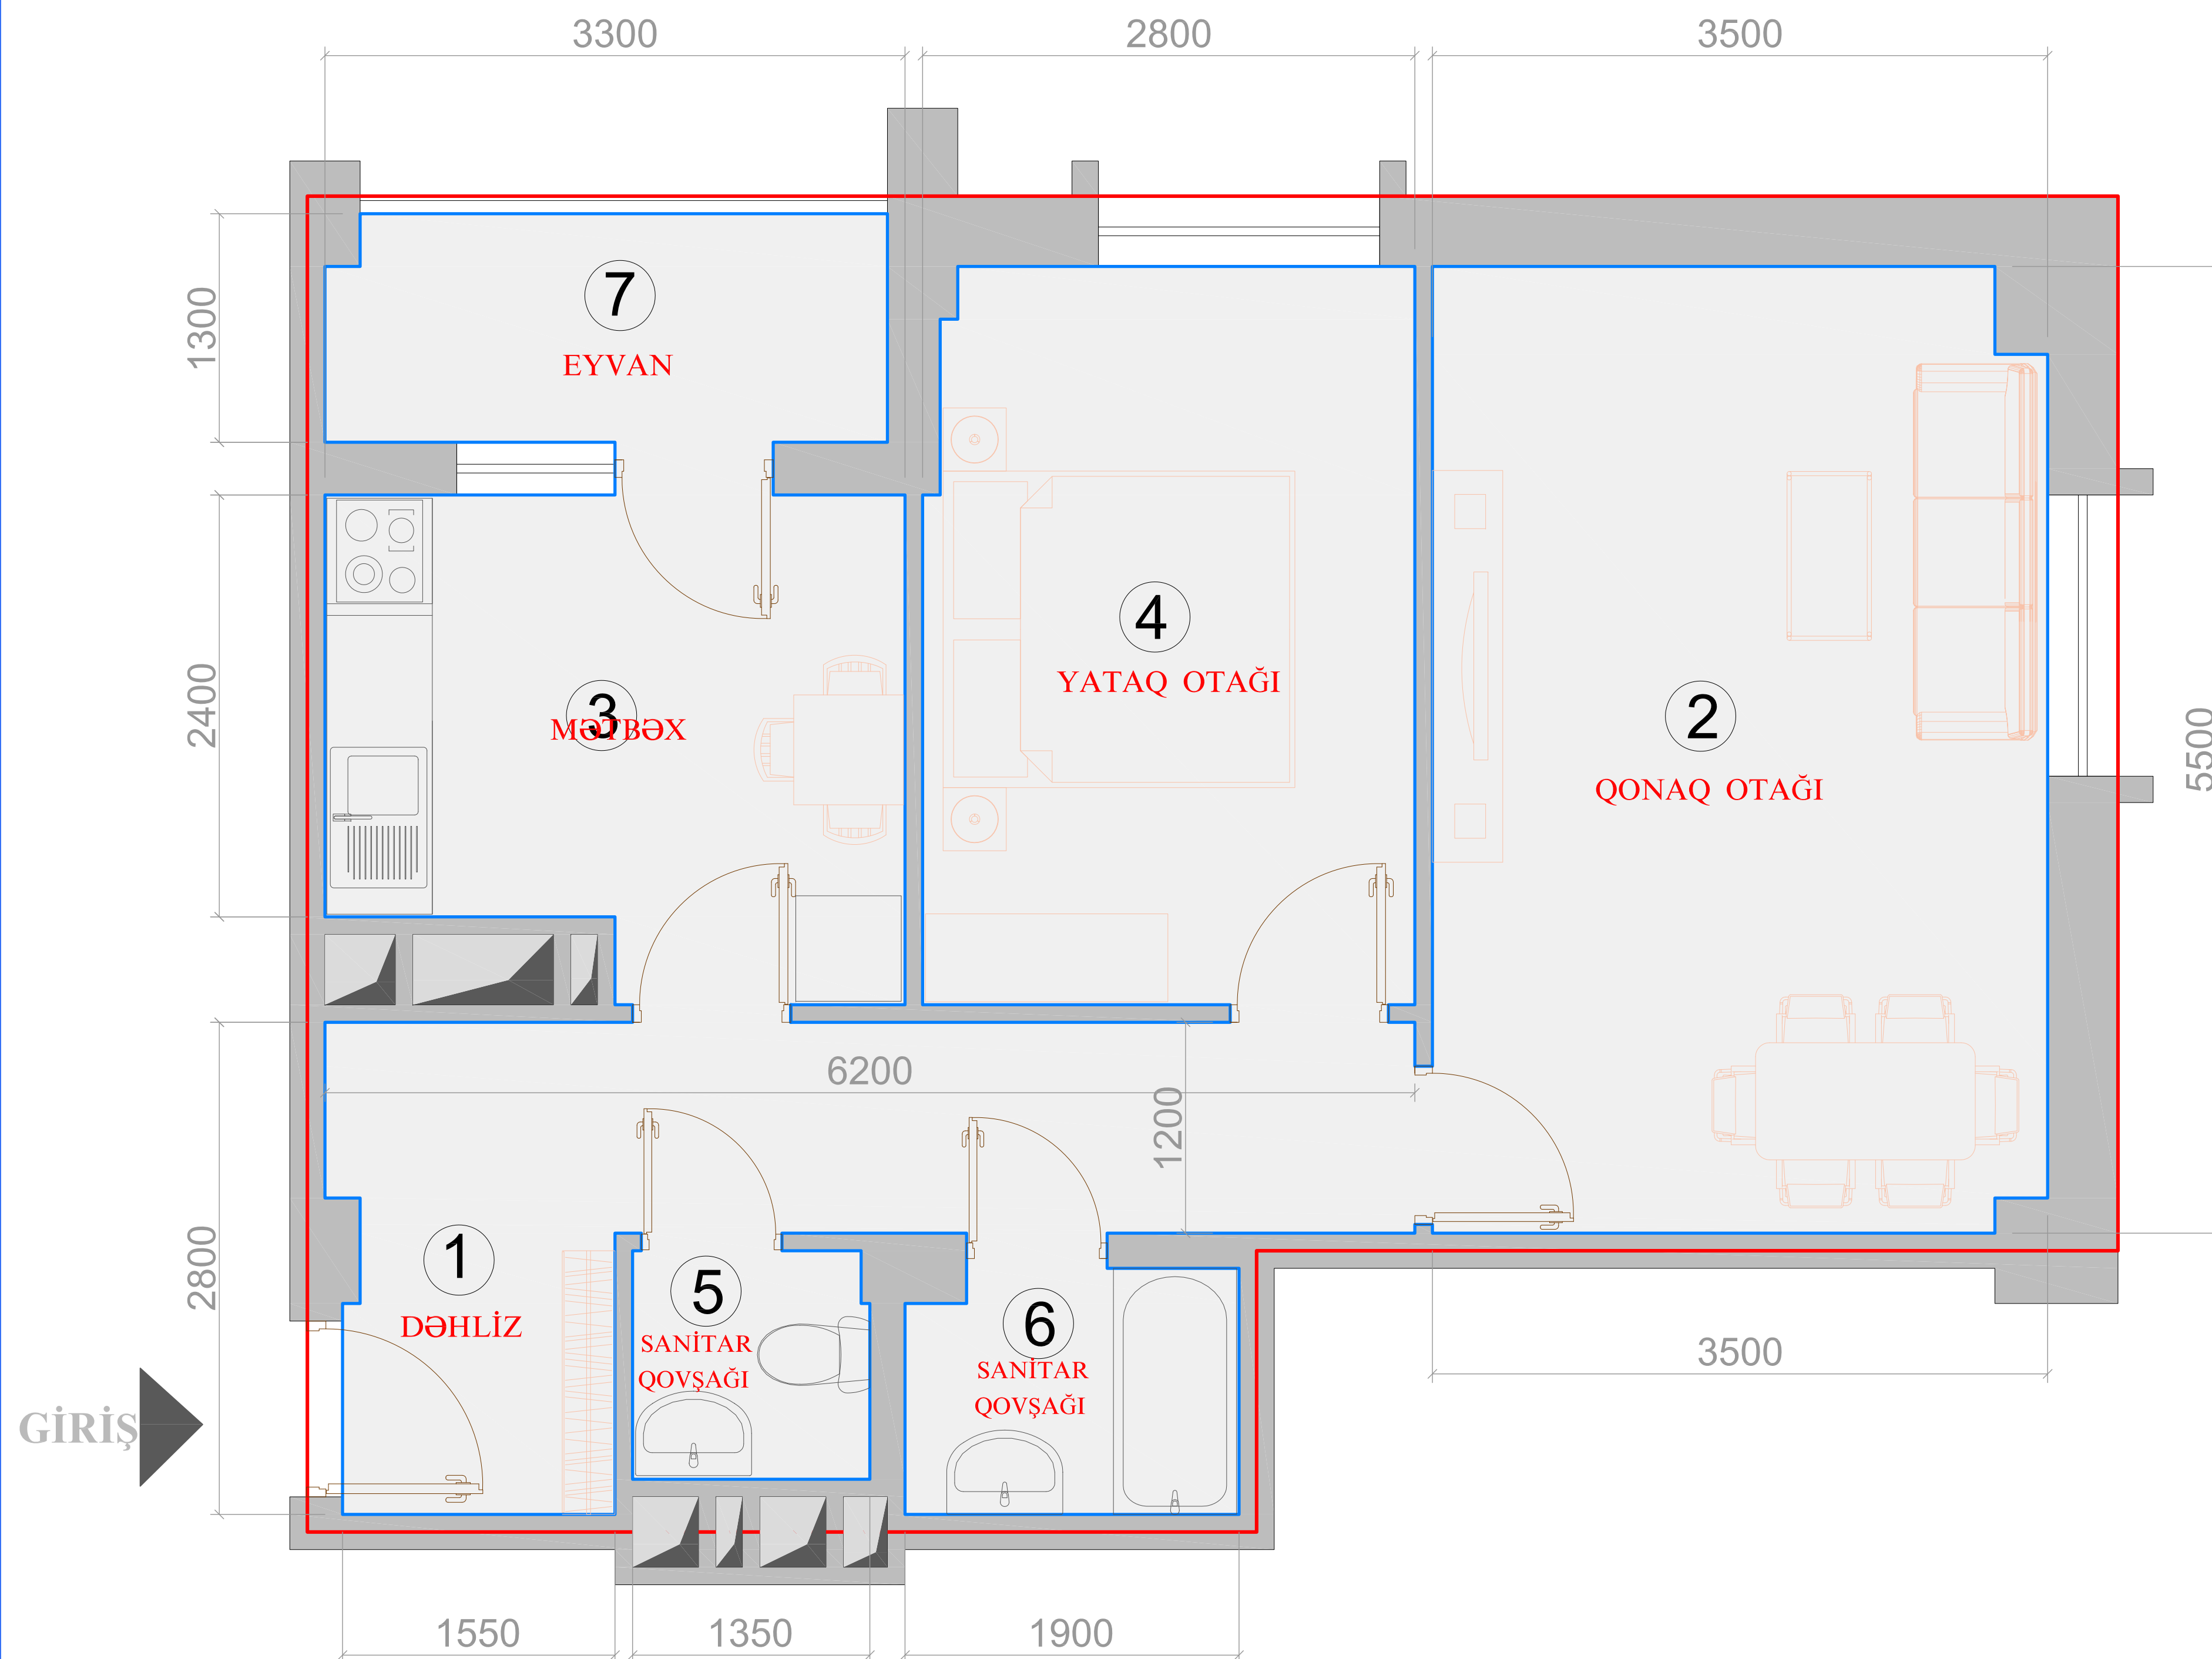 3300
2800
3500
1300
7
EYVAN
2400
3
MƏTBƏX
4
YATAQ OTAĞI
2
QONAQ OTAĞI
5500
6200
1200
2800
1
DƏHLİZ
5
SANİTAR
QOVŞAĞI
6
SANİTAR
QOVŞAĞI
3500
GİRİŞ
1550
1350
1900